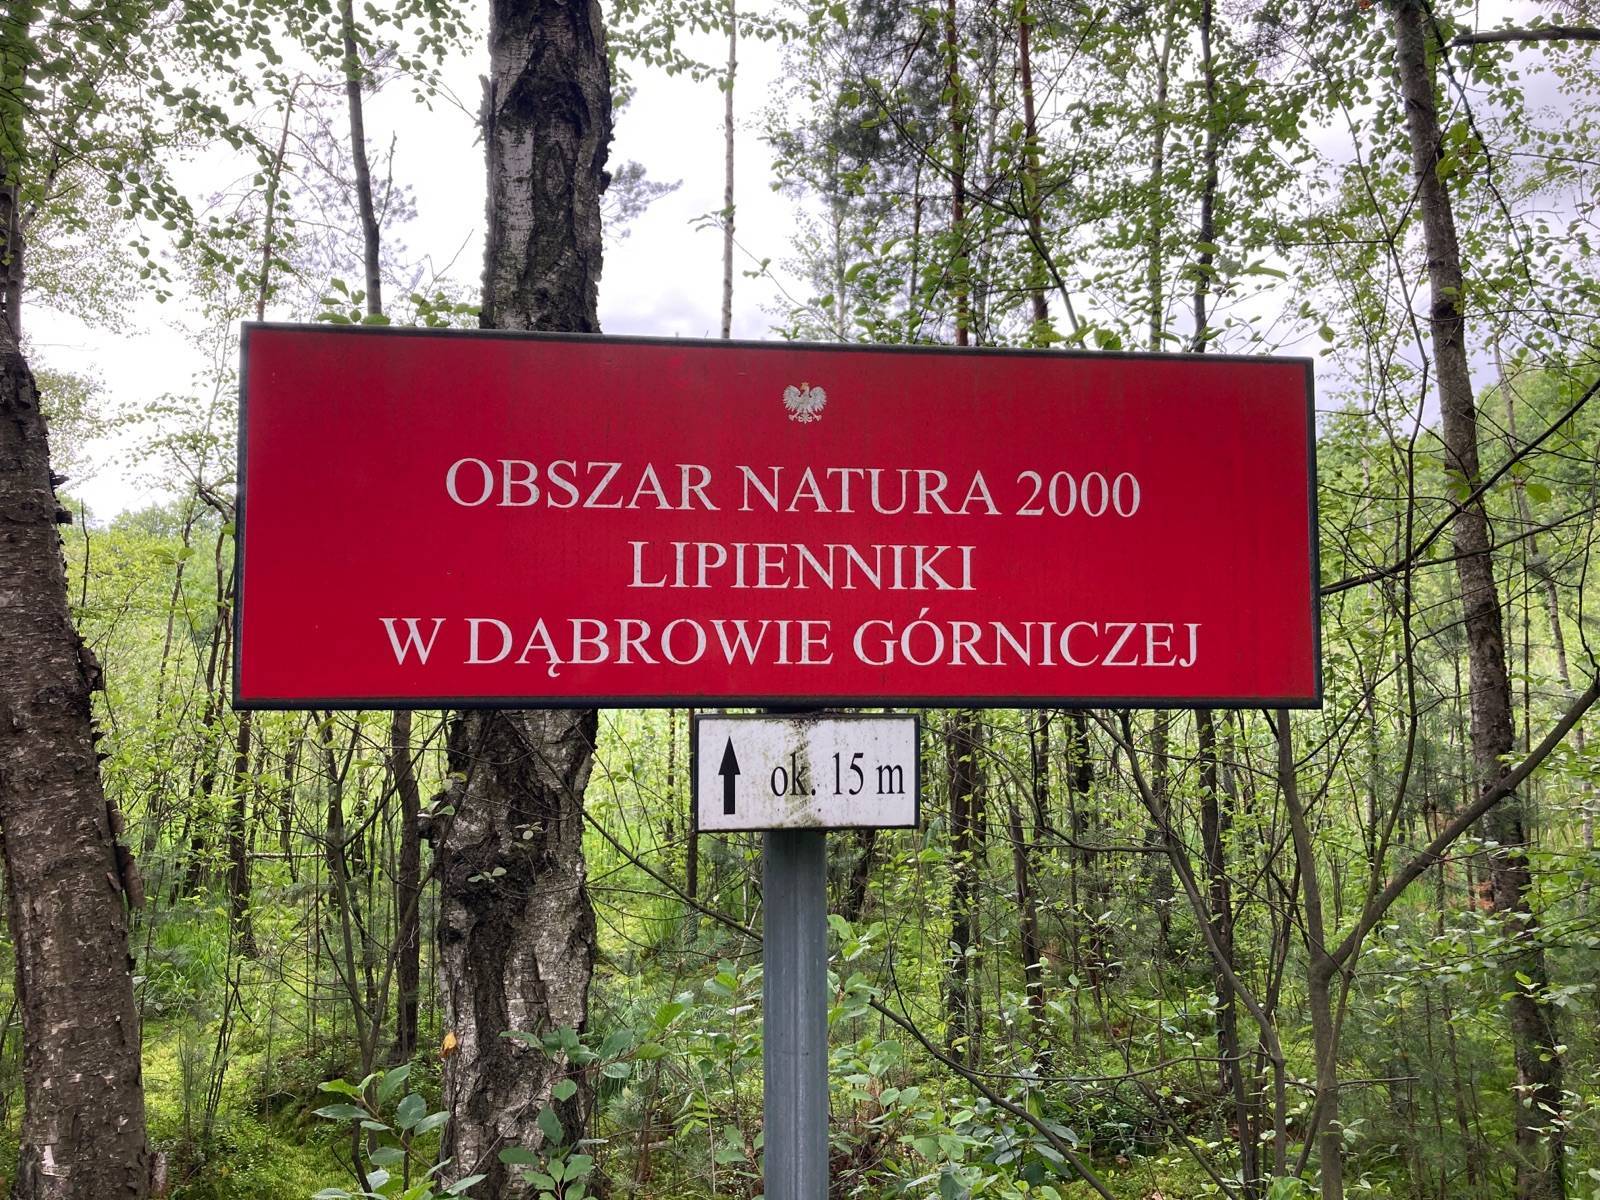 OBSZAR NATURA 2000
LIPIENNIKI
W DĄBROWIE GÓRNICZEJ
ok. 15 m